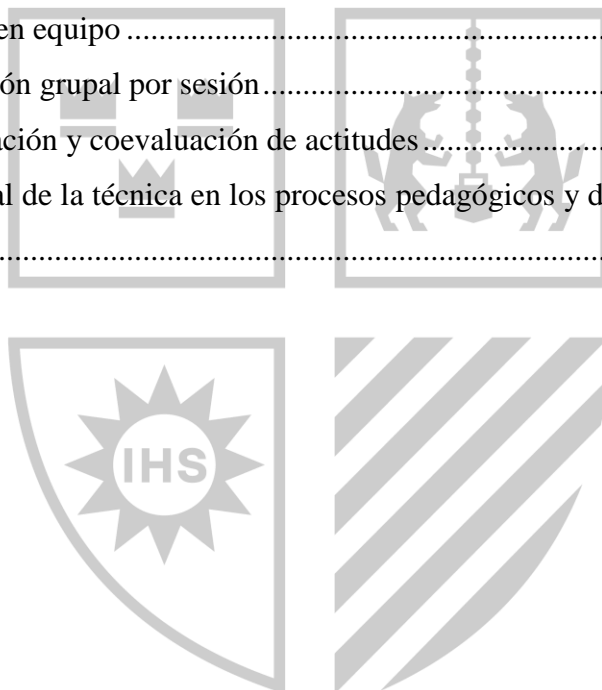 en equipo ...............................................................
ón grupal por sesión..............................................
ación y coevaluación de actitudes........................
al de la técnica en los procesos pedagógicos y d
................................................................................
IHS